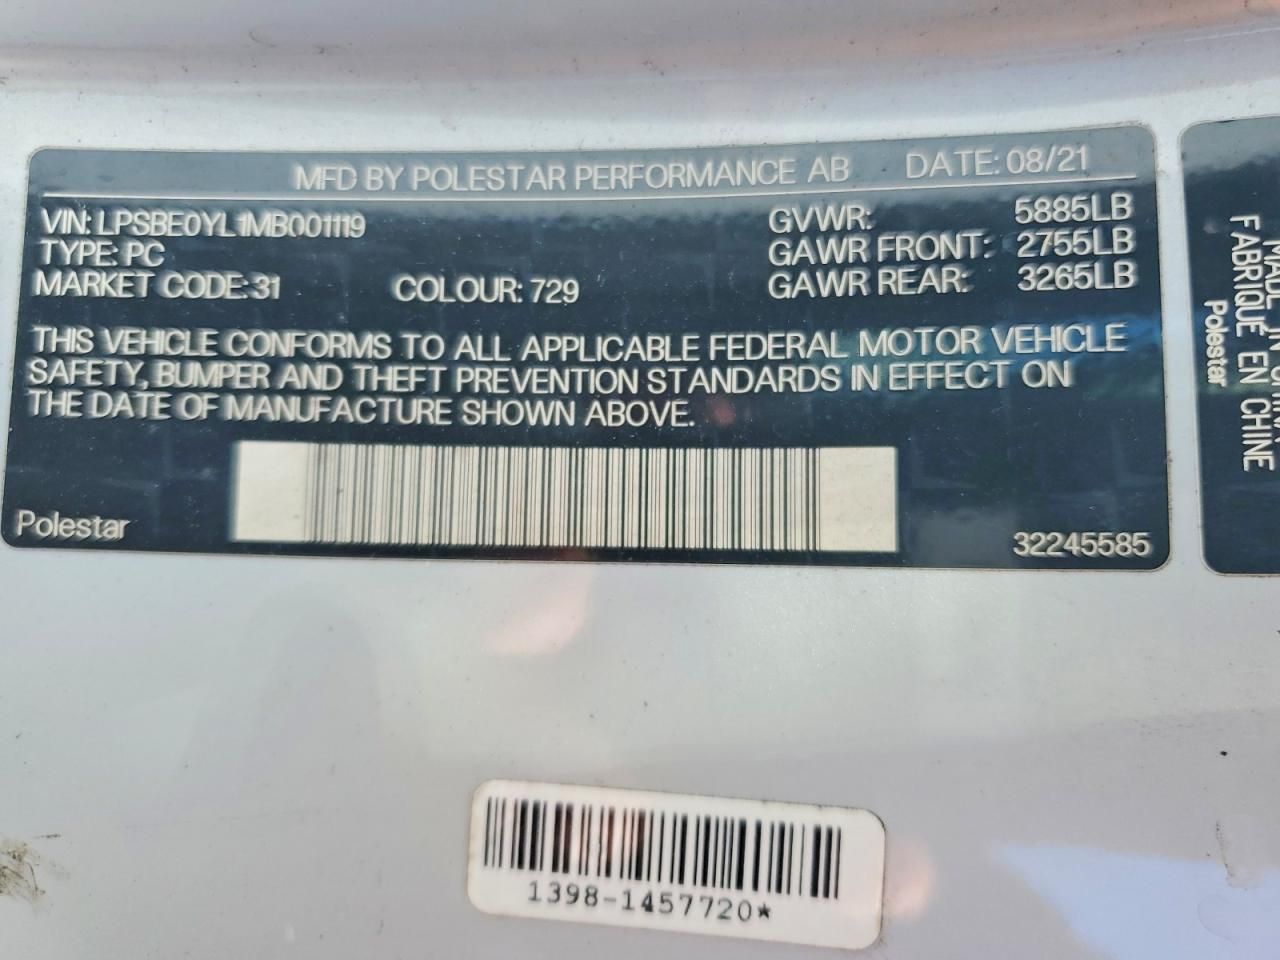 MFD BY POLESTAR PERFORMANCE AB DATE: 08/21
VIN: LPSBE0YL1MB001119
TYPE: PC
MARKET CODE: 31 COLOUR: 729
GVWR: 5885LB
GAWR FRONT: 2755LB
GAWR REAR: 3265LB
THIS VEHICLE CONFORMS TO ALL APPLICABLE FEDERAL MOTOR VEHICLE
SAFETY, BUMPER AND THEFT PREVENTION STANDARDS IN EFFECT ON
THE DATE OF MANUFACTURE SHOWN ABOVE.
Polestar 32245585
MADE IN
FABRIQUE EN CHINE
Polestar
1398-1457720*